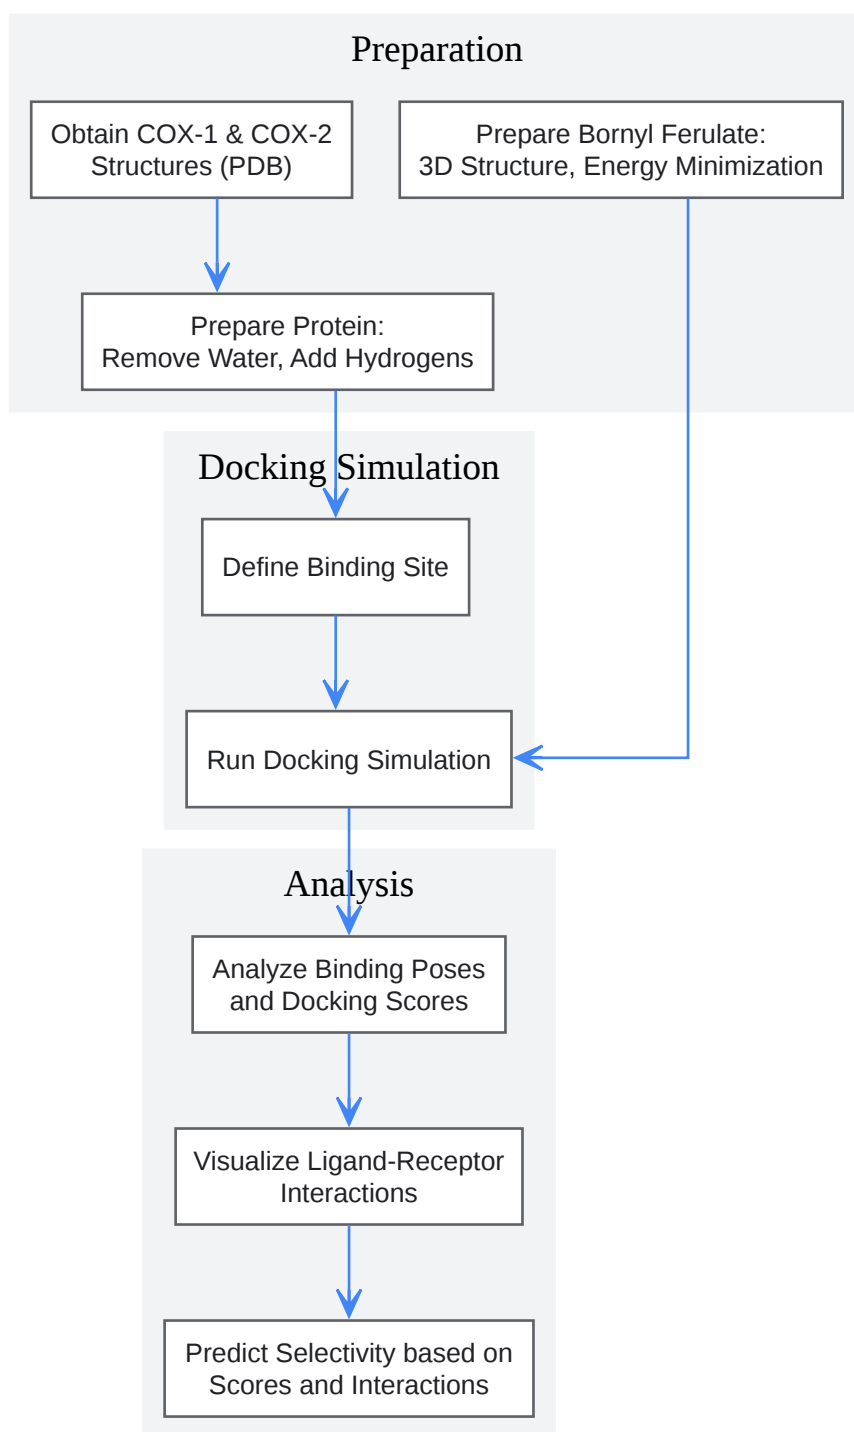 Preparation
Obtain COX-1 & COX-2
Structures (PDB)
Prepare Bornyl Ferulate:
3D Structure, Energy Minimization
Prepare Protein:
Remove Water, Add Hydrogens
Docking Simulation
Define Binding Site
Run Docking Simulation
Analysis
Analyze Binding Poses
and Docking Scores
Visualize Ligand-Receptor
Interactions
Predict Selectivity based on
Scores and Interactions